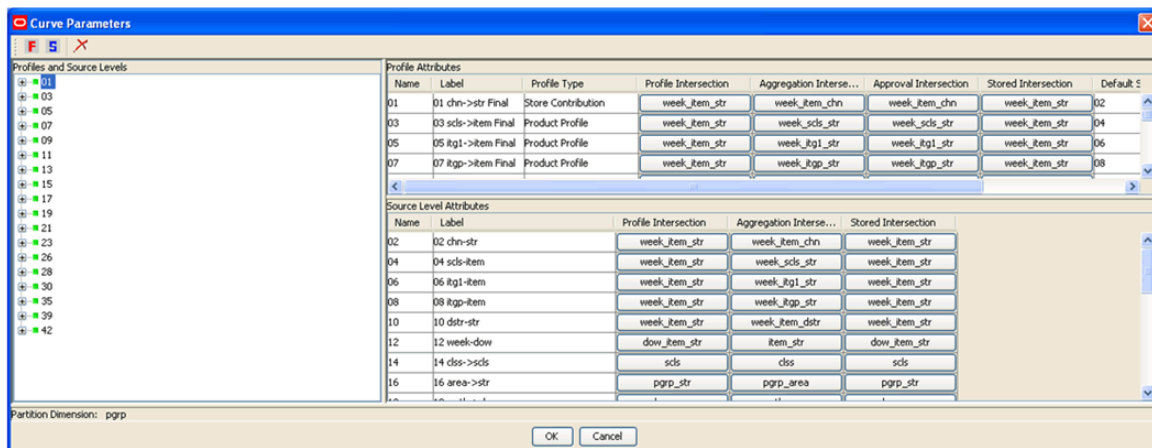 Curve Parameters
F S
Profiles and Source Levels
01
03
05
07
09
11
13
15
17
19
21
23
26
28
30
35
39
42
Profile Attributes
Name Label Profile Type Profile Intersection Aggregation Interse... Approval Intersection Stored Intersection Default S
01 01 chn->str Final Store Contribution week_item_str week_item_chn week_item_chn week_item_str 02
03 03 scls->item Final Product Profile week_item_str week_scls_str week_scls_str week_item_str 04
05 05 itg1->item Final Product Profile week_item_str week_itg1_str week_itg1_str week_item_str 06
07 07 itgp->item Final Product Profile week_item_str week_itgp_str week_itgp_str week_item_str 08
Source Level Attributes
Name Label Profile Intersection Aggregation Interse... Stored Intersection
02 02 chn-str week_item_str week_item_chn week_item_str
04 04 scls-item week_item_str week_scls_str week_item_str
06 06 itg1-item week_item_str week_itg1_str week_item_str
08 08 itgp-item week_item_str week_itgp_str week_item_str
10 10 dstr-str week_item_str week_item_dstr week_item_str
12 12 week-dow dow_item_str item_str dow_item_str
14 14 clss->scls scls clss scls
16 16 area->str pgrp_str pgrp_area pgrp_str
Partition Dimension: pgrp
OK Cancel